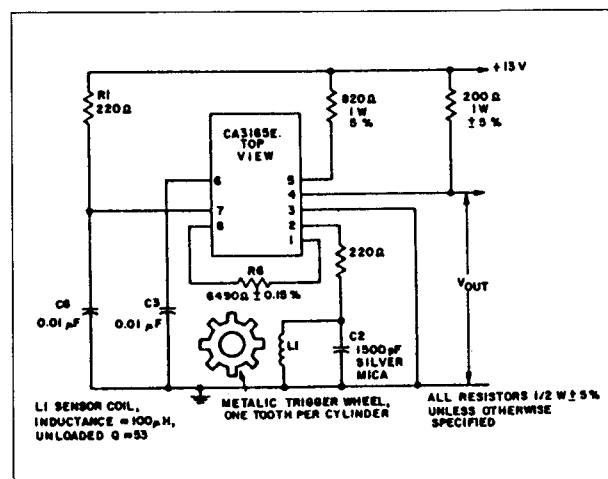 +13V
R1
220Ω
820Ω
1W
5%
200Ω
1W
±5%
CA3165E.
TOP
VIEW
6
7
8
5
4
3
2
1
R6
6490Ω ± 0.15%
220Ω
VOUT
C6
0.01 µF
C3
0.01 µF
L1
C2
1500pF
SILVER
MICA
L1 SENSOR COIL,
INDUCTANCE ≈ 100µH,
UNLOADED Q ≈ 53
METALIC TRIGGER WHEEL,
ONE TOOTH PER CYLINDER
ALL RESISTORS 1/2 W ± 5%
UNLESS OTHERWISE
SPECIFIED